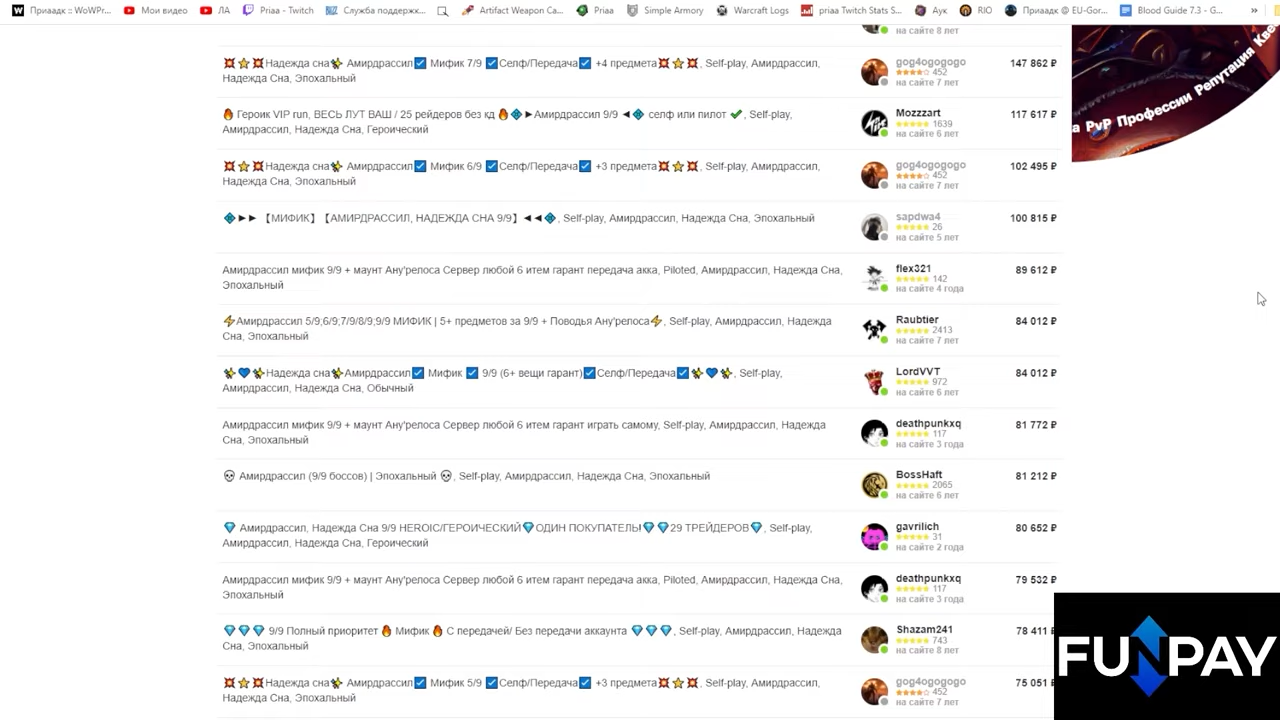 Приаадк :: WoWPr...
Мои видео
ЛА
Priaa - Twitch
Служба поддержк...
Artifact Weapon Ca...
Priaa
Simple Armory
Warcraft Logs
priaa Twitch Stats S...
Аук
RIO
Приаадк @ EU-Gor...
Blood Guide 7.3 - G...
»
на сайте 8 лет
💥⭐💥Надежда сна✨ Амирдрассил☑ Мифик 7/9 ☑Селф/Передача☑ +4 предмета💥⭐💥, Self-play, Амирдрассил,
Надежда Сна, Эпохальный
gog4ogogogo
★★★★☆ 452
на сайте 7 лет
147 862 ₽
🔥 Героик VIP run, ВЕСЬ ЛУТ ВАШ / 25 рейдеров без кд 🔥💠►Амирдрассил 9/9 ◄💠 селф или пилот ✔, Self-play,
Амирдрассил, Надежда Сна, Героический
Mozzzart
★★★★★ 1639
на сайте 6 лет
117 617 ₽
💥⭐💥Надежда сна✨ Амирдрассил☑ Мифик 6/9 ☑Селф/Передача☑ +3 предмета💥⭐💥, Self-play, Амирдрассил,
Надежда Сна, Эпохальный
gog4ogogogo
★★★★☆ 452
на сайте 7 лет
102 495 ₽
💠►►【МИФИК】【АМИРДРАССИЛ, НАДЕЖДА СНА 9/9】◄◄💠, Self-play, Амирдрассил, Надежда Сна, Эпохальный
sapdwa4
★★★★★ 26
на сайте 5 лет
100 815 ₽
Амирдрассил мифик 9/9 + маунт Ану'релоса Сервер любой 6 итем гарант передача акка, Piloted, Амирдрассил, Надежда Сна,
Эпохальный
flex321
★★★★★ 142
на сайте 4 года
89 612 ₽
⚡Амирдрассил 5/9;6/9;7/9/8/9;9/9 МИФИК | 5+ предметов за 9/9 + Поводья Ану'релоса⚡, Self-play, Амирдрассил, Надежда
Сна, Эпохальный
Raubtier
★★★★★ 2413
на сайте 7 лет
84 012 ₽
✨💙✨Надежда сна✨Амирдрассил☑ Мифик ☑ 9/9 (6+ вещи гарант)☑Селф/Передача☑✨💙✨, Self-play,
Амирдрассил, Надежда Сна, Обычный
LordVVT
★★★★★ 972
на сайте 6 лет
84 012 ₽
Амирдрассил мифик 9/9 + маунт Ану'релоса Сервер любой 6 итем гарант играть самому, Self-play, Амирдрассил, Надежда
Сна, Эпохальный
deathpunkxq
★★★★★ 117
на сайте 3 года
81 772 ₽
💀 Амирдрассил (9/9 боссов) | Эпохальный 💀, Self-play, Амирдрассил, Надежда Сна, Эпохальный
BossHaft
★★★★★ 2065
на сайте 6 лет
81 212 ₽
💎 Амирдрассил, Надежда Сна 9/9 HEROIC/ГЕРОИЧЕСКИЙ💎ОДИН ПОКУПАТЕЛЬ!💎 💎29 ТРЕЙДЕРОВ💎, Self-play,
Амирдрассил, Надежда Сна, Героический
gavrilich
★★★★★ 31
на сайте 2 года
80 652 ₽
Амирдрассил мифик 9/9 + маунт Ану'релоса Сервер любой 6 итем гарант передача акка, Piloted, Амирдрассил, Надежда Сна,
Эпохальный
deathpunkxq
★★★★★ 117
на сайте 3 года
79 532 ₽
💎💎💎 9/9 Полный приоритет 🔥 Мифик 🔥 С передачей/ Без передачи аккаунта 💎💎💎, Self-play, Амирдрассил, Надежда
Сна, Эпохальный
Shazam241
★★★★★ 743
на сайте 8 лет
78 411 ₽
💥⭐💥Надежда сна✨ Амирдрассил☑ Мифик 5/9 ☑Селф/Передача☑ +3 предмета💥⭐💥, Self-play, Амирдрассил,
Надежда Сна, Эпохальный
gog4ogogogo
★★★★☆ 452
на сайте 7 лет
75 051 ₽
а PvP Профессии Репутация Кве
FUNPAY